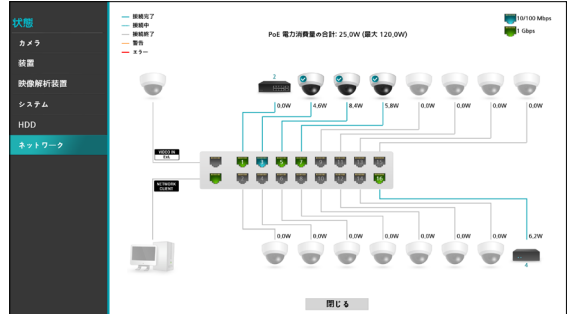 状態
カメラ
装置
映像解析装置
システム
HDD
ネットワーク
接続完了
接続中
接続終了
警告
エラー
PoE 電力消費量の合計: 25,0W (最大 120,0W)
10/100 Mbps
1 Gbps
2
0,0W 4,6W 8,4W 5,8W 0,0W 0,0W 0,0W 0,0W
VIDEO IN
NETWORK
CLIENT
1 3 5 7 9 11 13 15
2 4 6 8 10 12 14 16
0,0W 0,0W 0,0W 0,0W 0,0W 0,0W 0,0W 6,2W
4
閉じる